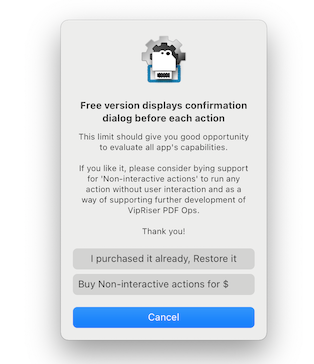 Free version displays confirmation
dialog before each action
This limit should give you good opportunity
to evaluate all app's capabilities.
If you like it, please consider bying support
for 'Non-interactive actions' to run any
action without user interaction and as a
way of supporting further development of
VipRiser PDF Ops.
Thank you!
I purchased it already, Restore it
Buy Non-interactive actions for $
Cancel